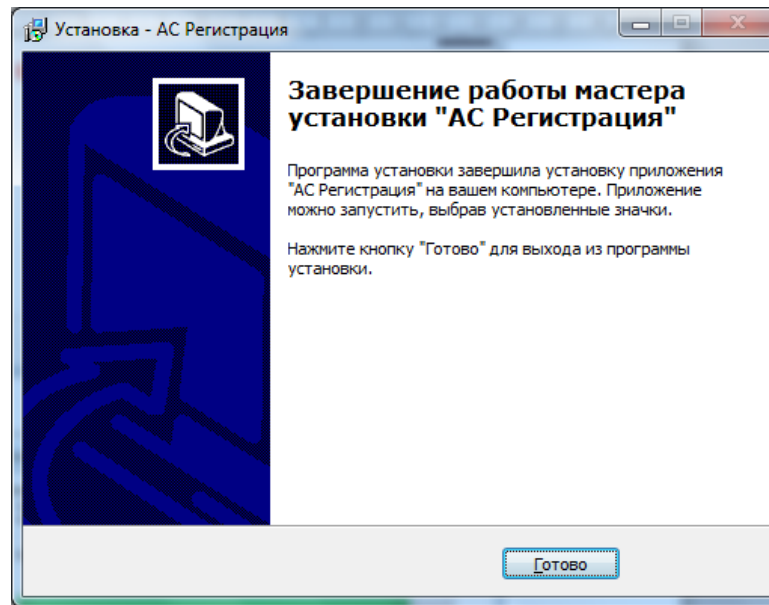 Установка - АС Регистрация
Завершение работы мастера
установки "АС Регистрация"
Программа установки завершила установку приложения
"АС Регистрация" на вашем компьютере. Приложение
можно запустить, выбрав установленные значки.
Нажмите кнопку "Готово" для выхода из программы
установки.
Готово